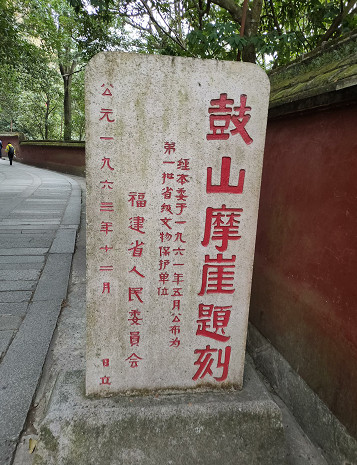 鼓山摩崖題刻
经本委于一九六一年五月公布为
第一批省级文物保护单位
福建省人民委員会
公元一九六三年十二月 日立